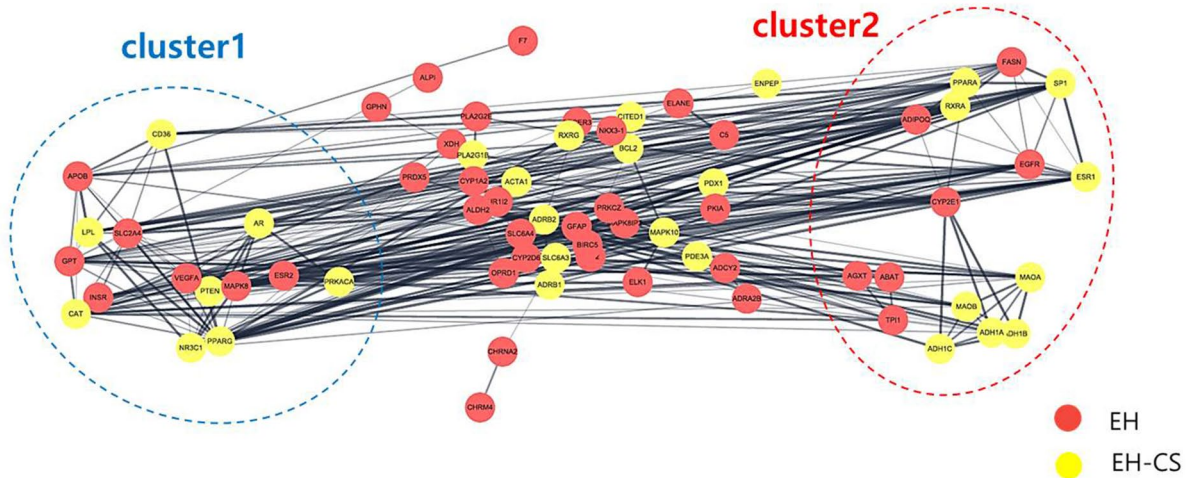 cluster1
cluster2
F7
ALPI
GPHN
CD36
APOB
LPL
SLC2A4
AR
GPT
INSR
CAT
VEGFA
PTEN
MAPK8
ESR2
PRKACA
NR3C1
PPARG
PLA2G2E
XDH
PLA2G1B
PRDX5
CYP1A2
ACTA1
ALDH2
ADRB2
SLC6A4
CYP2D6
SLC6A3
OPRD1
ADRB1
GFAP
BIRC5
PRKCZ
RXRG
NKX3-1
CITED1
BCL2
ELANE
C5
ENPEP
PDX1
PKIA
MAPK10
PDE3A
ADCY2
ELK1
ADRA2B
CHRNA2
CHRM4
FASN
PPARA
SP1
RXRA
ADIPOQ
EGFR
ESR1
CYP2E1
AGXT
ABAT
MAOA
MAOB
TPI1
ADH1A
ADH1C
EH
EH-CS